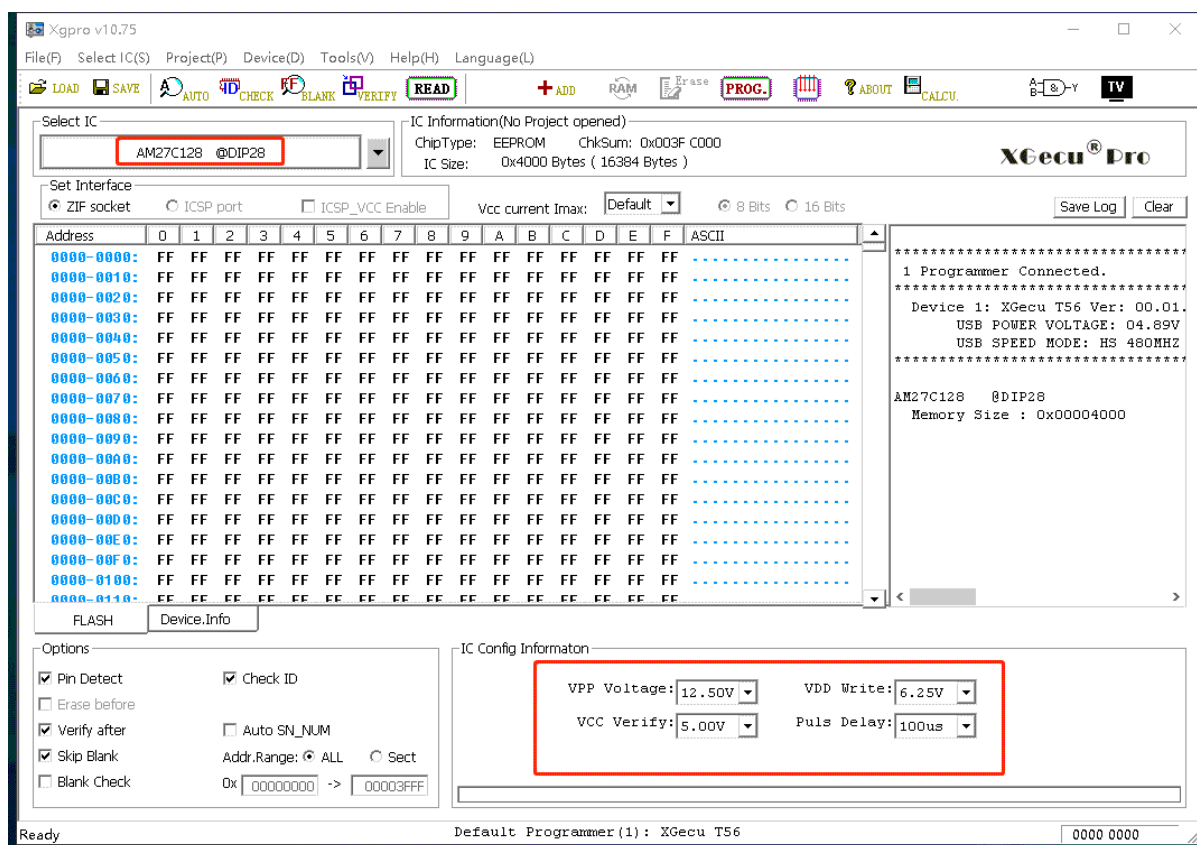 Xgpro v10.75
File(F) Select IC(S) Project(P) Device(D) Tools(V) Help(H) Language(L)
LOAD SAVE AUTO ID CHECK FF BLANK VERIFY READ ADD RAM Erase PROG. ? ABOUT CALCU. A B & Y TV
Select IC
AM27C128 @DIP28
IC Information(No Project opened)
ChipType: EEPROM ChkSum: 0x003F C000
IC Size: 0x4000 Bytes ( 16384 Bytes )
XGecu® Pro
Set Interface
ZIF socket ICSP port ICSP_VCC Enable Vcc current Imax: Default 8 Bits 16 Bits Save Log Clear
Address 0 1 2 3 4 5 6 7 8 9 A B C D E F ASCII
0000-0000: FF FF FF FF FF FF FF FF FF FF FF FF FF FF FF FF ................
0000-0010: FF FF FF FF FF FF FF FF FF FF FF FF FF FF FF FF ................
0000-0020: FF FF FF FF FF FF FF FF FF FF FF FF FF FF FF FF ................
0000-0030: FF FF FF FF FF FF FF FF FF FF FF FF FF FF FF FF ................
0000-0040: FF FF FF FF FF FF FF FF FF FF FF FF FF FF FF FF ................
0000-0050: FF FF FF FF FF FF FF FF FF FF FF FF FF FF FF FF ................
0000-0060: FF FF FF FF FF FF FF FF FF FF FF FF FF FF FF FF ................
0000-0070: FF FF FF FF FF FF FF FF FF FF FF FF FF FF FF FF ................
0000-0080: FF FF FF FF FF FF FF FF FF FF FF FF FF FF FF FF ................
0000-0090: FF FF FF FF FF FF FF FF FF FF FF FF FF FF FF FF ................
0000-00A0: FF FF FF FF FF FF FF FF FF FF FF FF FF FF FF FF ................
0000-00B0: FF FF FF FF FF FF FF FF FF FF FF FF FF FF FF FF ................
0000-00C0: FF FF FF FF FF FF FF FF FF FF FF FF FF FF FF FF ................
0000-00D0: FF FF FF FF FF FF FF FF FF FF FF FF FF FF FF FF ................
0000-00E0: FF FF FF FF FF FF FF FF FF FF FF FF FF FF FF FF ................
0000-00F0: FF FF FF FF FF FF FF FF FF FF FF FF FF FF FF FF ................
0000-0100: FF FF FF FF FF FF FF FF FF FF FF FF FF FF FF FF ................
0000-0110: FF FF FF FF FF FF FF FF FF FF FF FF FF FF FF FF
*********************************
1 Programmer Connected.
*********************************
Device 1: XGecu T56 Ver: 00.01.
USB POWER VOLTAGE: 04.89V
USB SPEED MODE: HS 480MHZ
*********************************
AM27C128 @DIP28
Memory Size : 0x00004000
FLASH Device.Info
Options
Pin Detect Check ID
Erase before
Verify after Auto SN_NUM
Skip Blank Addr.Range: ALL Sect
Blank Check 0x 00000000 -> 00003FFF
IC Config Informaton
VPP Voltage: 12.50V VDD Write: 6.25V
VCC Verify: 5.00V Puls Delay: 100us
Ready Default Programmer(1): XGecu T56 0000 0000